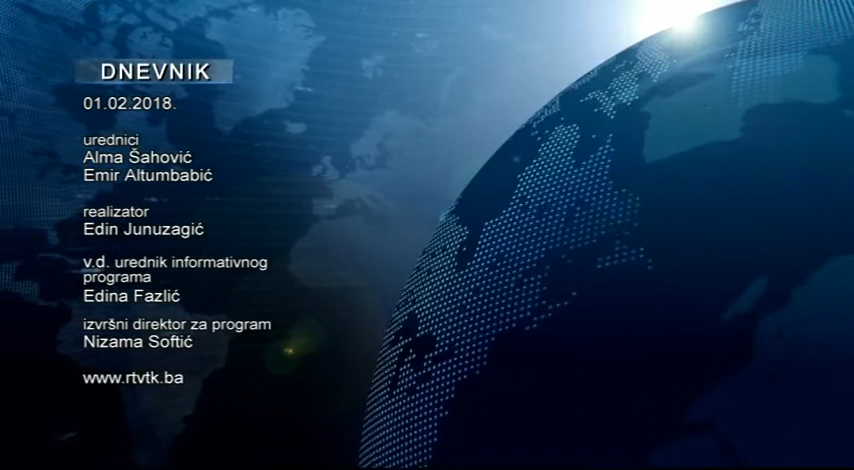 DNEVNIK
01.02.2018.
urednici
Alma Šahović
Emir Altumbabić
realizator
Edin Junuzagić
v.d. urednik informativnog
programa
Edina Fazlić
izvršni direktor za program
Nizama Softić
www.rtvtk.ba